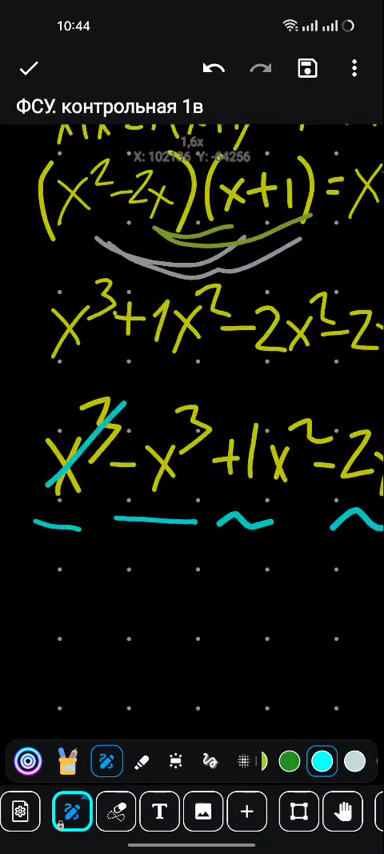 10:44
ФСУ. контрольная 1в
1,6x
X: 102136 Y: -64256
(x²-2x)(x+1)=x
x³+1x²-2x²-2
x³-x³+1x²-2
T